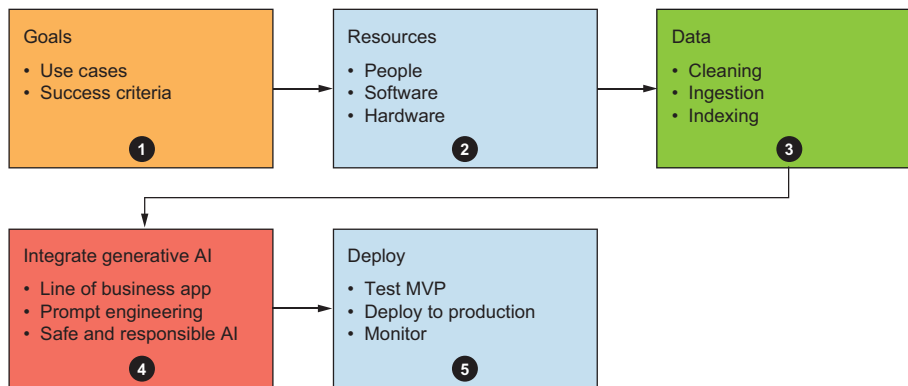 Goals
• Use cases
• Success criteria
1
Resources
• People
• Software
• Hardware
2
Data
• Cleaning
• Ingestion
• Indexing
3
Integrate generative AI
• Line of business app
• Prompt engineering
• Safe and responsible AI
4
Deploy
• Test MVP
• Deploy to production
• Monitor
5